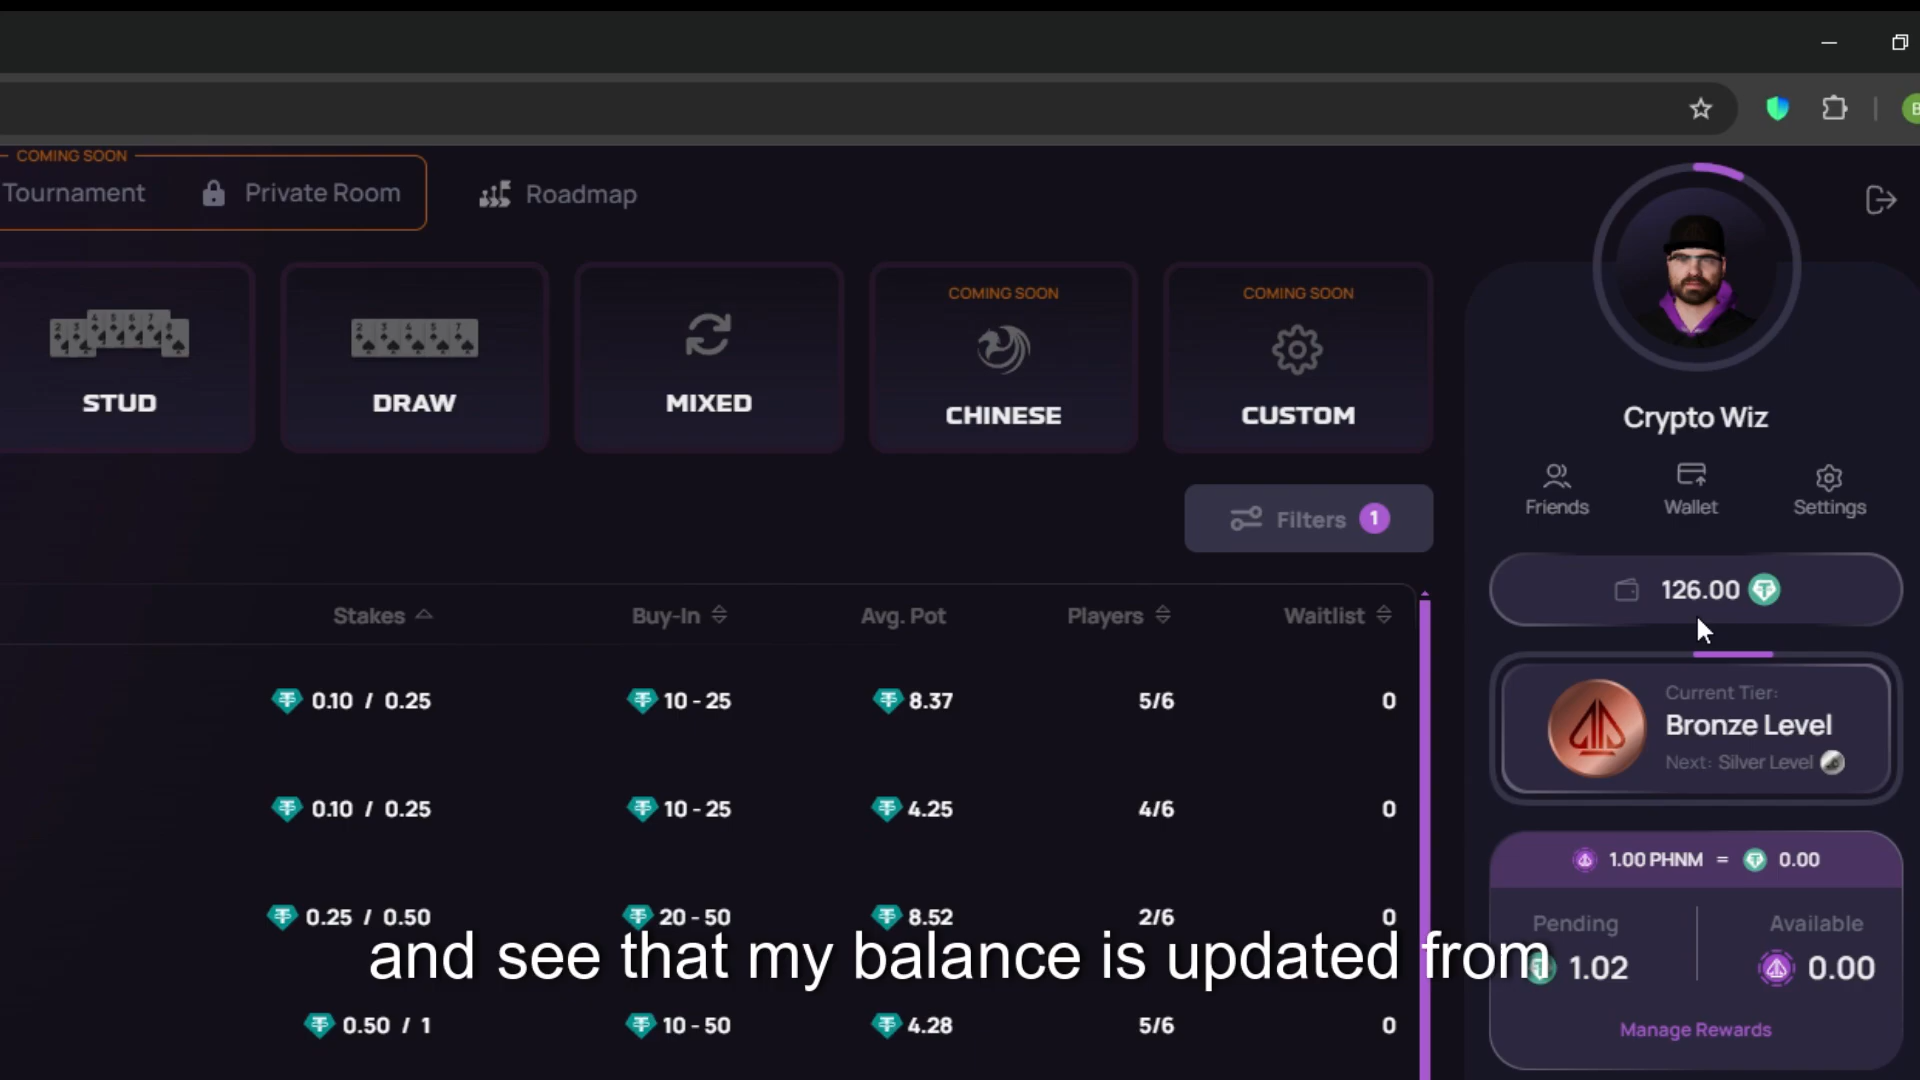 COMING SOON
Tournament Private Room Roadmap
COMING SOON COMING SOON
STUD DRAW MIXED CHINESE CUSTOM
Crypto Wiz
Friends Wallet Settings
Filters 1
126.00
Stakes Buy-In Avg. Pot Players Waitlist
0.10 / 0.25 10 - 25 8.37 5/6 0
Current Tier:
Bronze Level
Next: Silver Level
0.10 / 0.25 10 - 25 4.25 4/6 0
1.00 PHNM = 0.00
0.25 / 0.50 20 - 50 8.52 2/6 0
Pending Available
1.02 0.00
and see that my balance is updated from
0.50 / 1 10 - 50 4.28 5/6 0
Manage Rewards